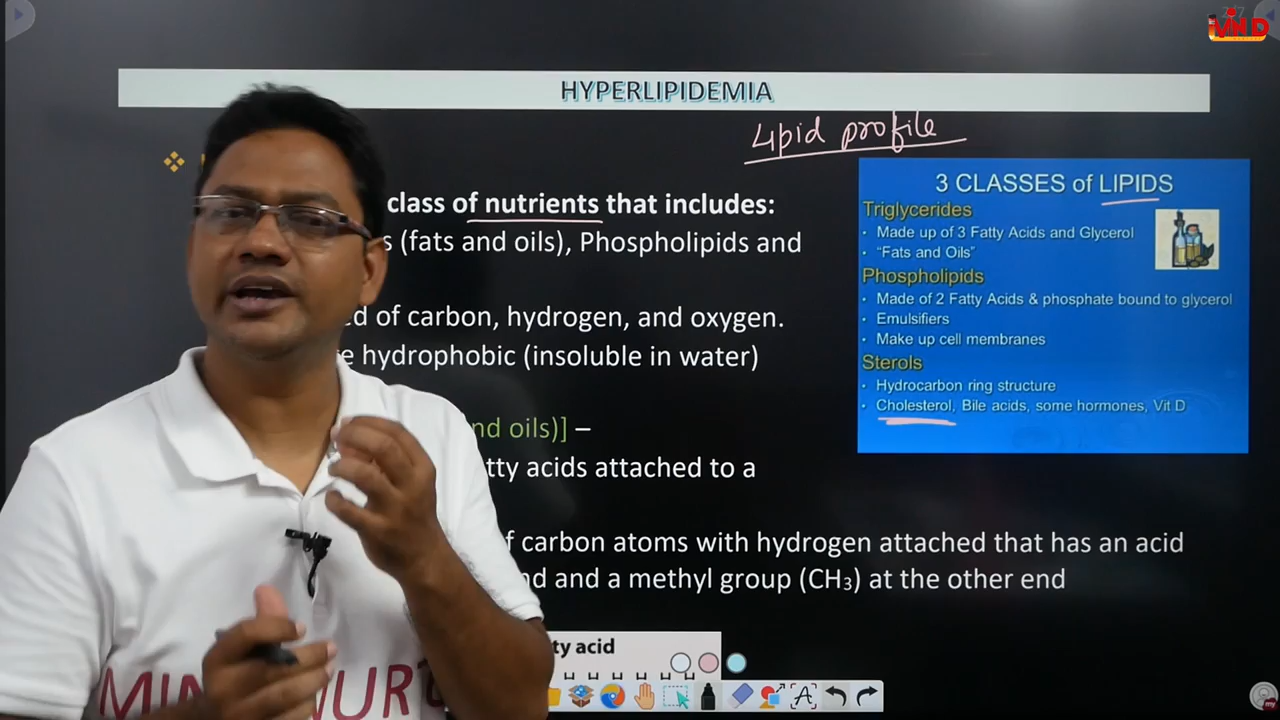 HYPERLIPIDEMIA
Lipid profile
class of nutrients that includes:
s (fats and oils), Phospholipids and
ed of carbon, hydrogen, and oxygen.
e hydrophobic (insoluble in water)
nd oils)] –
tty acids attached to a
f carbon atoms with hydrogen attached that has an acid
nd and a methyl group (CH₃) at the other end
ty acid
3 CLASSES of LIPIDS
Triglycerides
• Made up of 3 Fatty Acids and Glycerol
• “Fats and Oils”
Phospholipids
• Made of 2 Fatty Acids & phosphate bound to glycerol
• Emulsifiers
• Make up cell membranes
Sterols
• Hydrocarbon ring structure
• Cholesterol, Bile acids, some hormones, Vit D